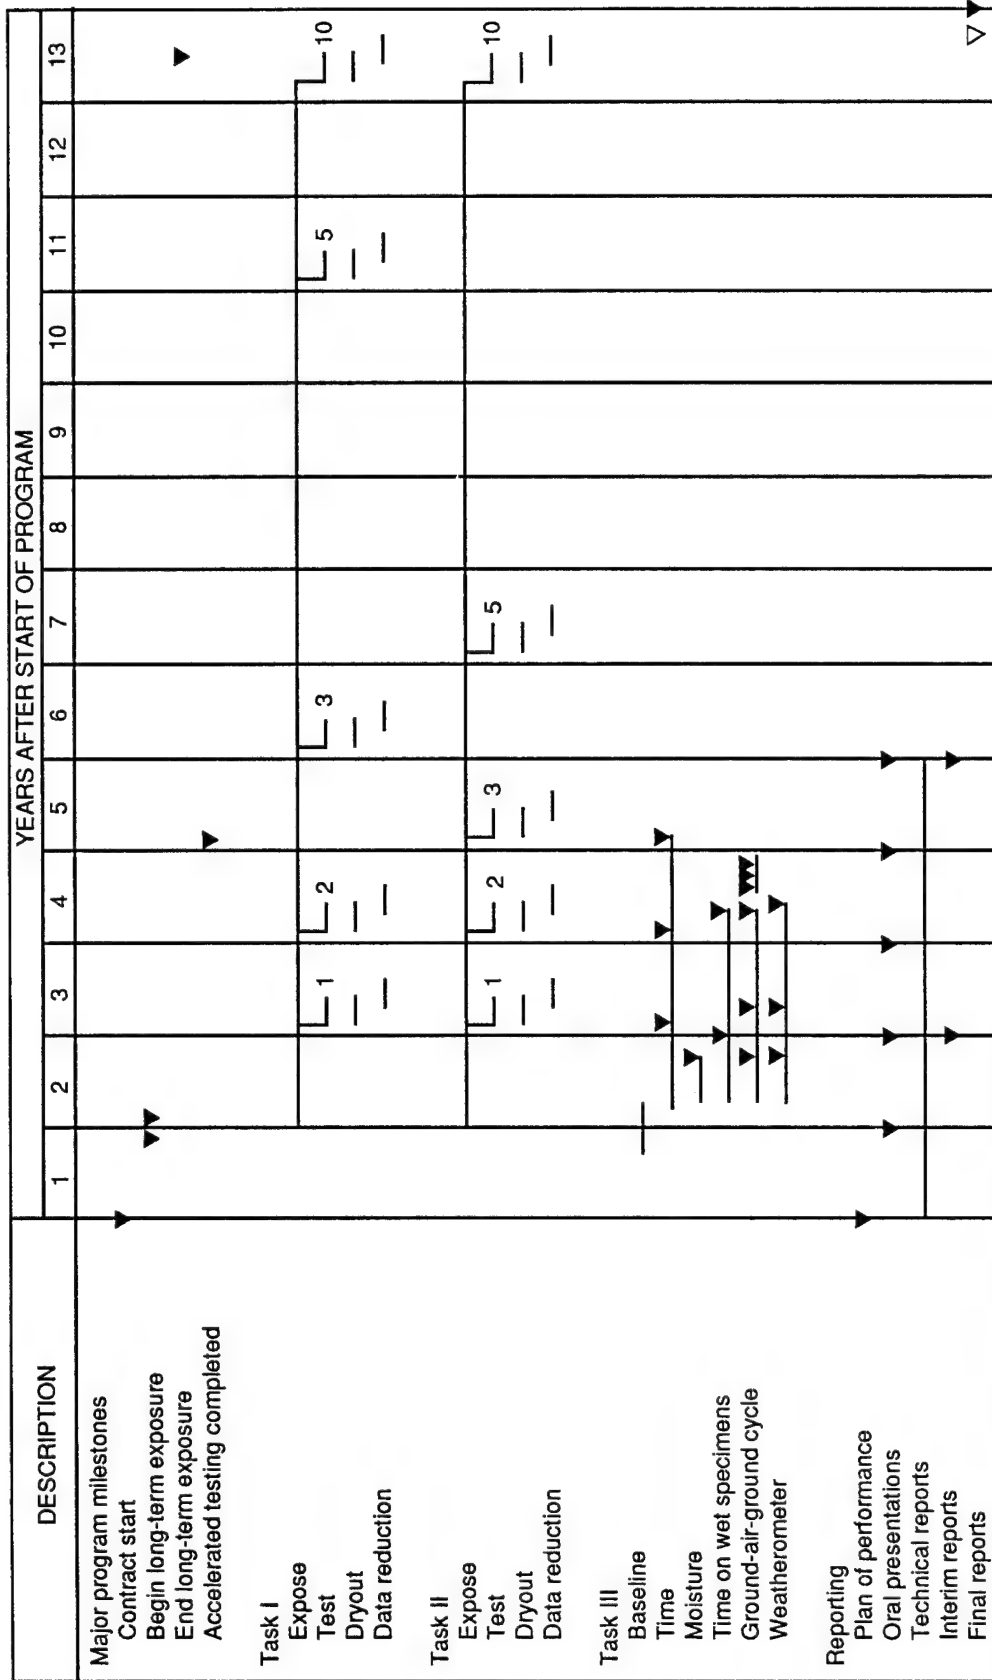 DESCRIPTION
YEARS AFTER START OF PROGRAM
1 2 3 4 5 6 7 8 9 10 11 12 13
Major program milestones
Contract start
Begin long-term exposure
End long-term exposure
Accelerated testing completed
Task I
Expose
Test 1 2 3 5 10
Dryout
Data reduction
Task II
Expose
Test 1 2 3 5 10
Dryout
Data reduction
Task III
Baseline
Time
Moisture
Time on wet specimens
Ground-air-ground cycle
Weatherometer
Reporting
Plan of performance
Oral presentations
Technical reports
Interim reports
Final reports